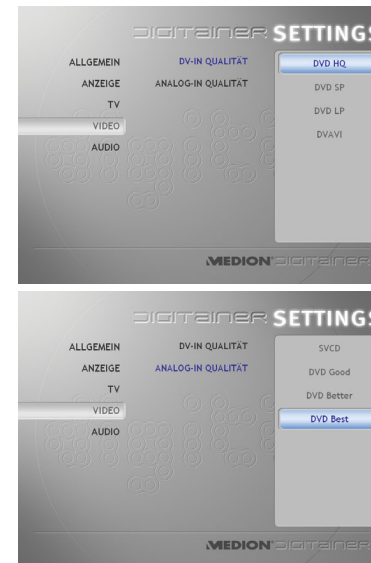 DIGITAINER SETTINGS
ALLGEMEIN
ANZEIGE
TV
VIDEO
AUDIO
DV-IN QUALITÄT
ANALOG-IN QUALITÄT
DVD HQ
DVD SP
DVD LP
DVAVI
MEDION DIGITAINER
DIGITAINER SETTINGS
ALLGEMEIN
ANZEIGE
TV
VIDEO
AUDIO
DV-IN QUALITÄT
ANALOG-IN QUALITÄT
SVCD
DVD Good
DVD Better
DVD Best
MEDION DIGITAINER